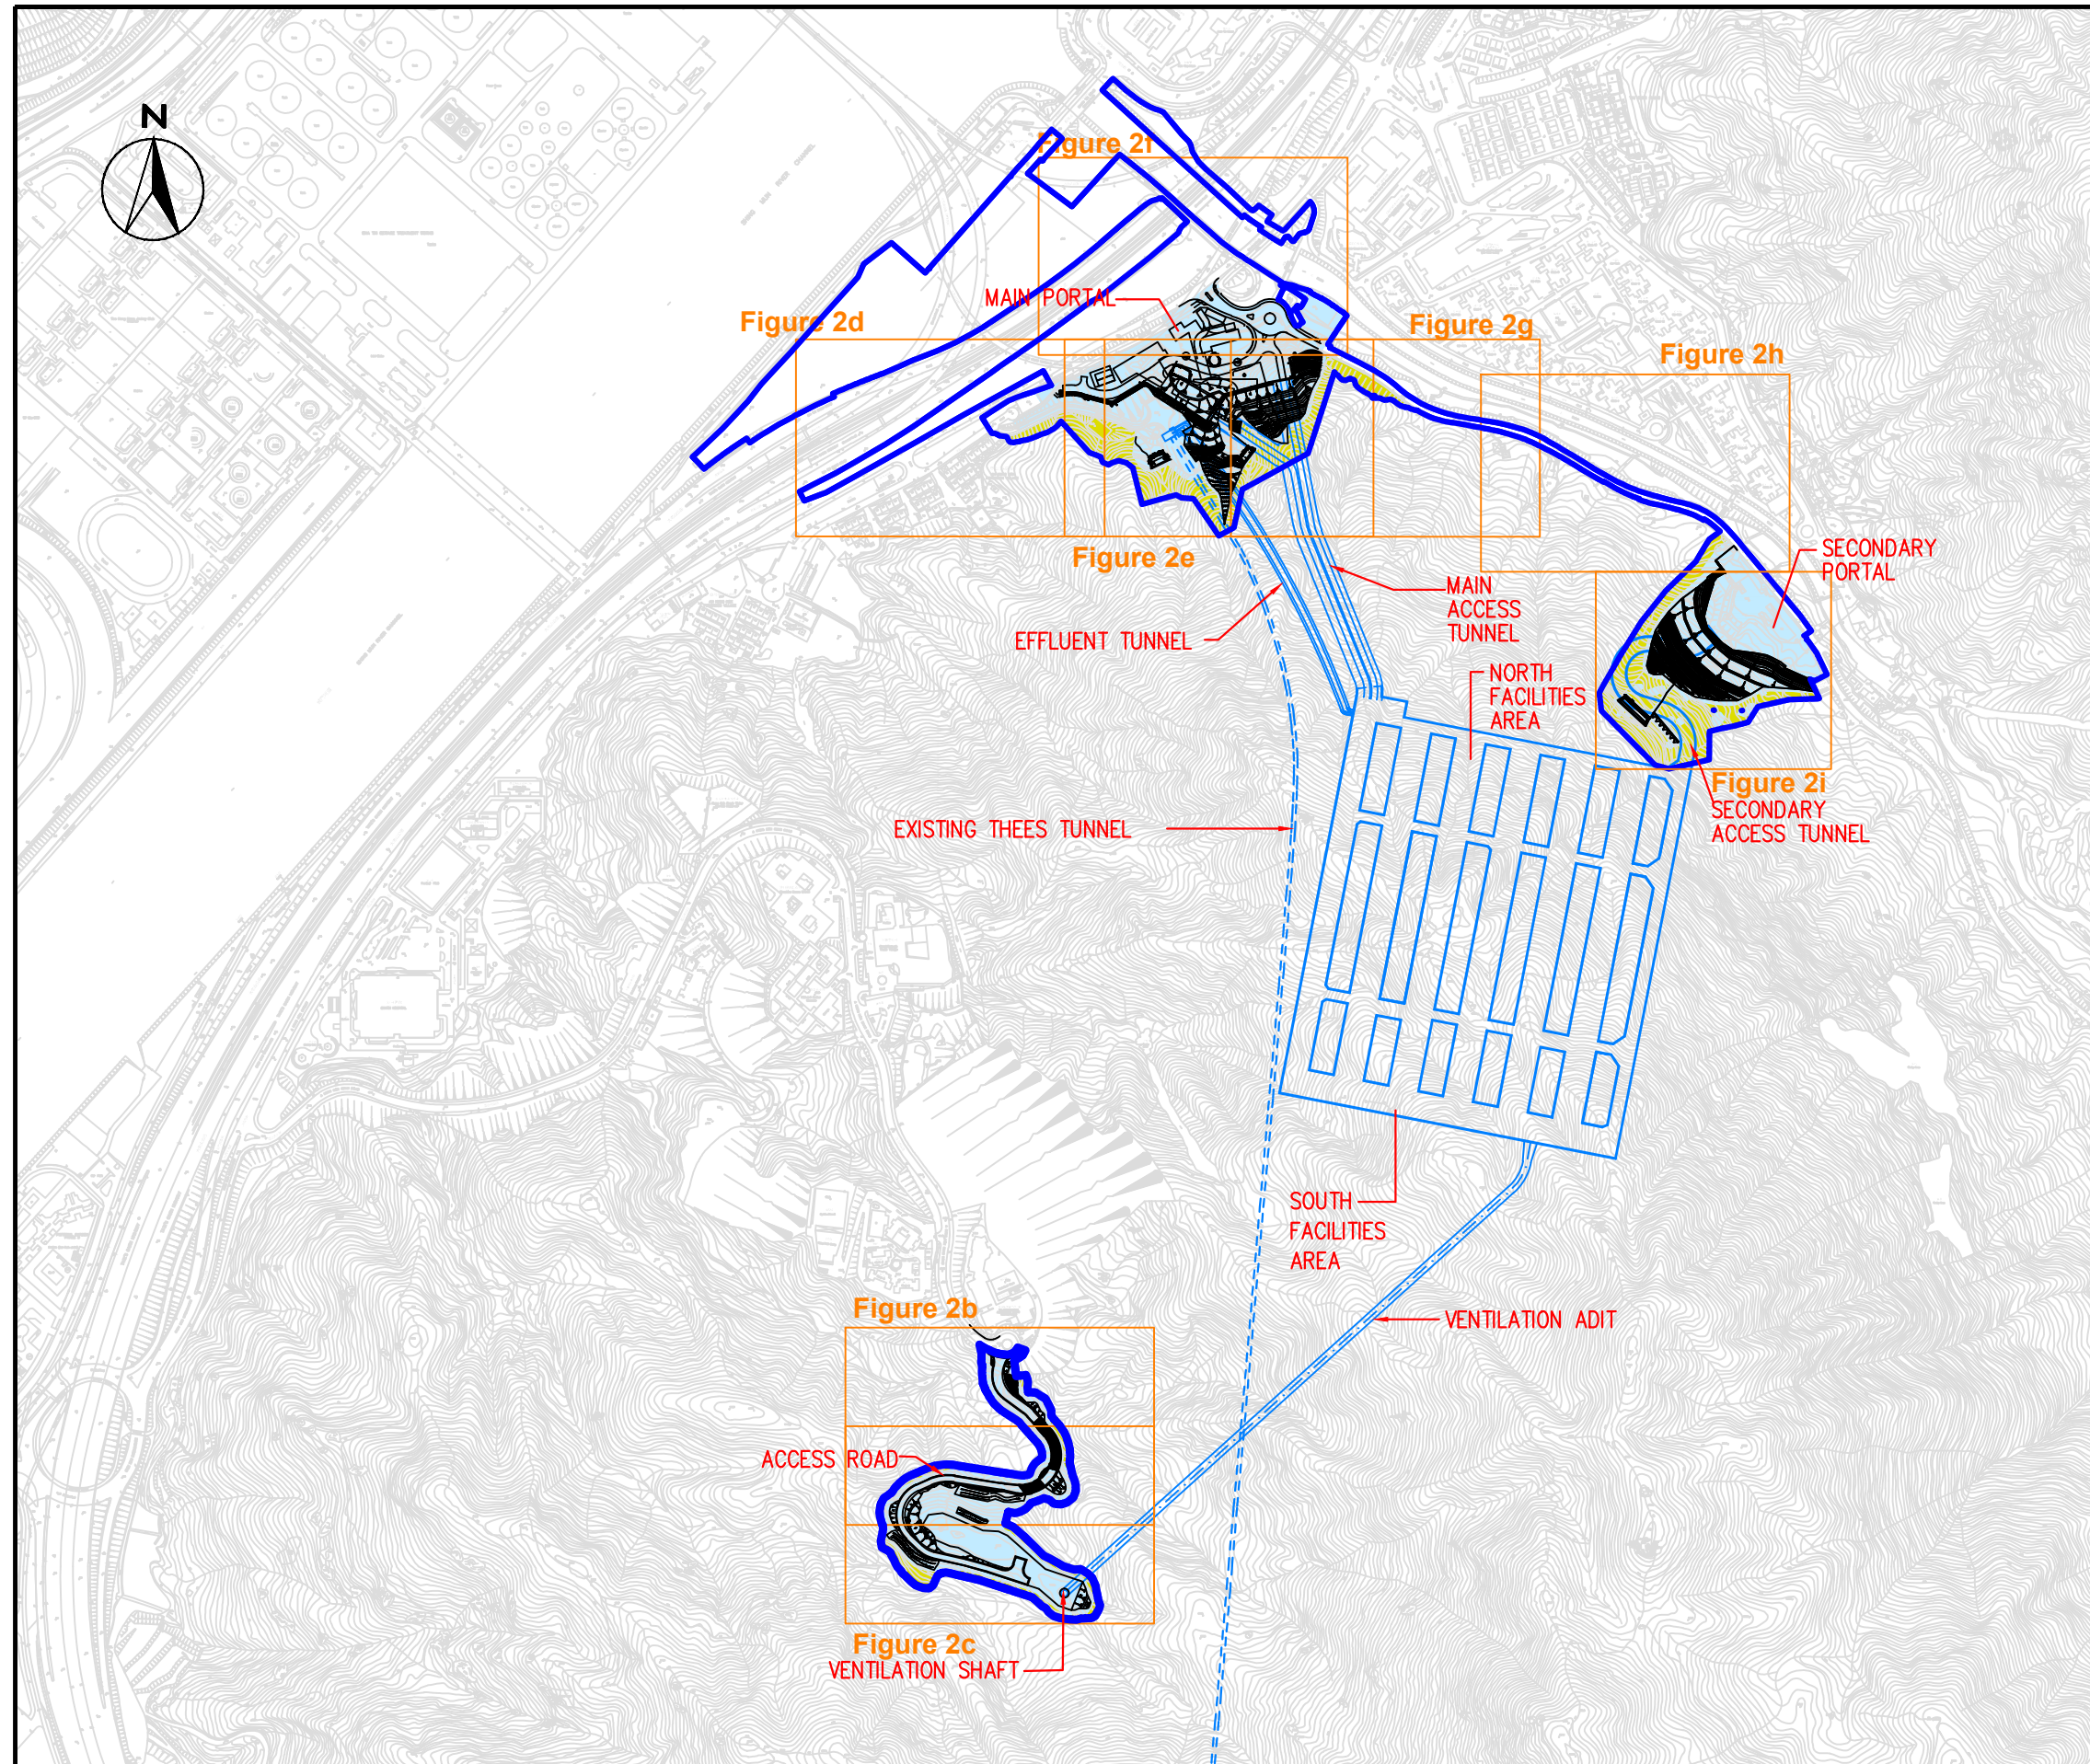 N
Figure 2f
MAIN PORTAL
Figure 2d
Figure 2g
Figure 2h
Figure 2e
SECONDARY
PORTAL
MAIN
ACCESS
TUNNEL
EFFLUENT TUNNEL
NORTH
FACILITIES
AREA
Figure 2i
SECONDARY
ACCESS TUNNEL
EXISTING THEES TUNNEL
SOUTH
FACILITIES
AREA
Figure 2b
VENTILATION ADIT
ACCESS ROAD
Figure 2c
VENTILATION SHAFT